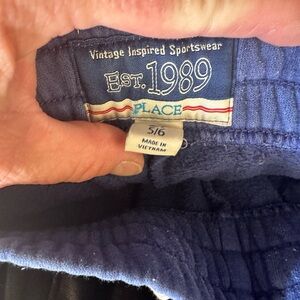 Vintage Inspired Sportswear
EST. 1989
PLACE
5/6
MADE IN
VIETNAM